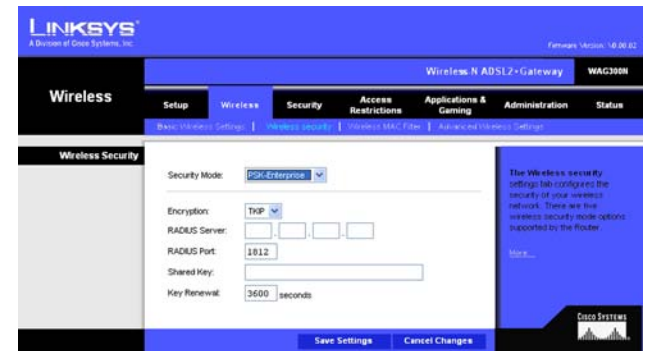 LINKSYS®
A Division of Cisco Systems, Inc.
Firmware Version: 1.0.00.02
Wireless-N ADSL2+Gateway
WAG300N
Wireless
Setup
Wireless
Security
Access Restrictions
Applications & Gaming
Administration
Status
Basic Wireless Settings | Wireless security | Wireless MAC Filter | Advanced Wireless Settings
Wireless Security
Security Mode: PSK-Enterprise
Encryption: TKIP
RADIUS Server: . . .
RADIUS Port: 1812
Shared Key:
Key Renewal: 3600 seconds
The Wireless security
settings tab configures the
security of your wireless
network. There are five
wireless security mode options
supported by the Router.
More...
Save Settings
Cancel Changes
CISCO SYSTEMS